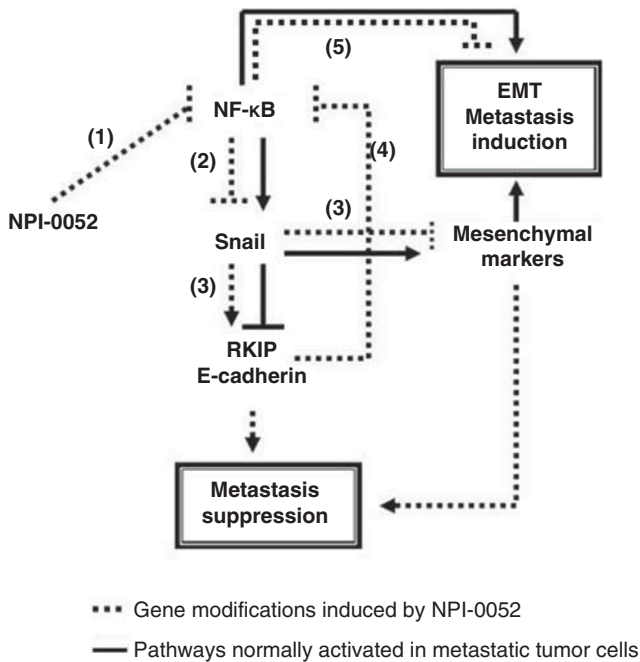 (5)
EMT
Metastasis
induction
NF-κB
(1)
(2)
(4)
NPI-0052
(3)
Snail
Mesenchymal
markers
(3)
RKIP
E-cadherin
Metastasis
suppression
Gene modifications induced by NPI-0052
Pathways normally activated in metastatic tumor cells